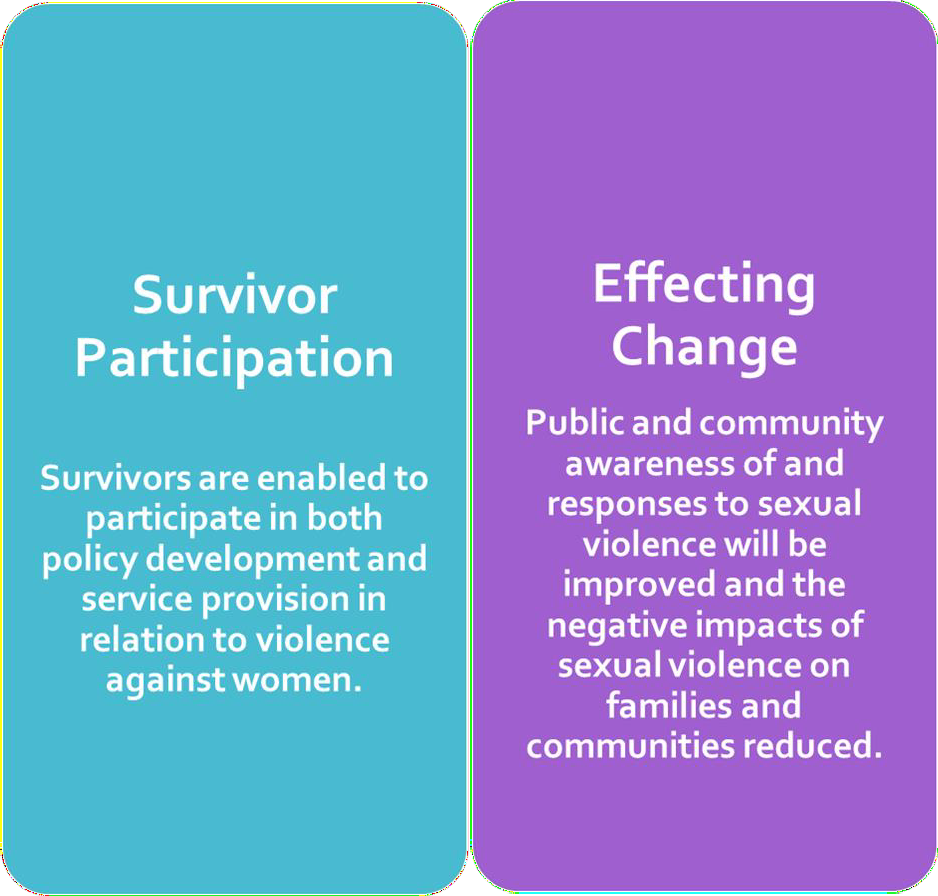 Survivor
Participation
Survivors are enabled to
participate in both
policy development and
service provision in
relation to violence
against women.
Effecting
Change
Public and community
awareness of and
responses to sexual
violence will be
improved and the
negative impacts of
sexual violence on
families and
communities reduced.